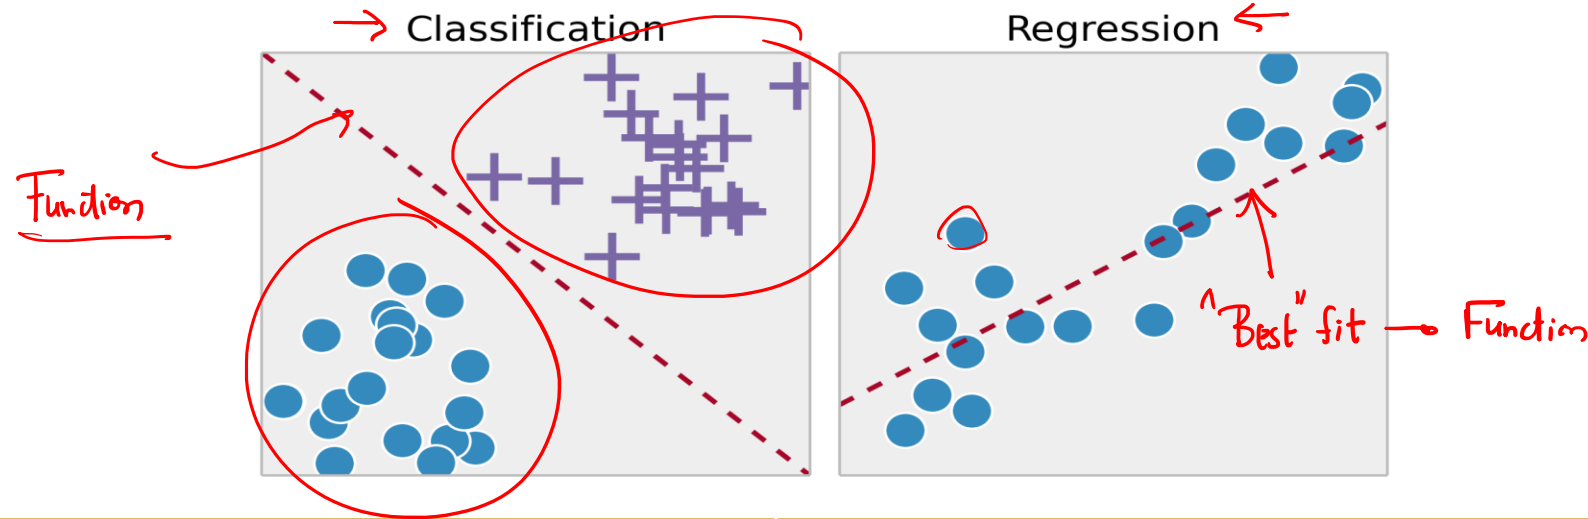 Classification
Regression
Function
"Best" fit
Function